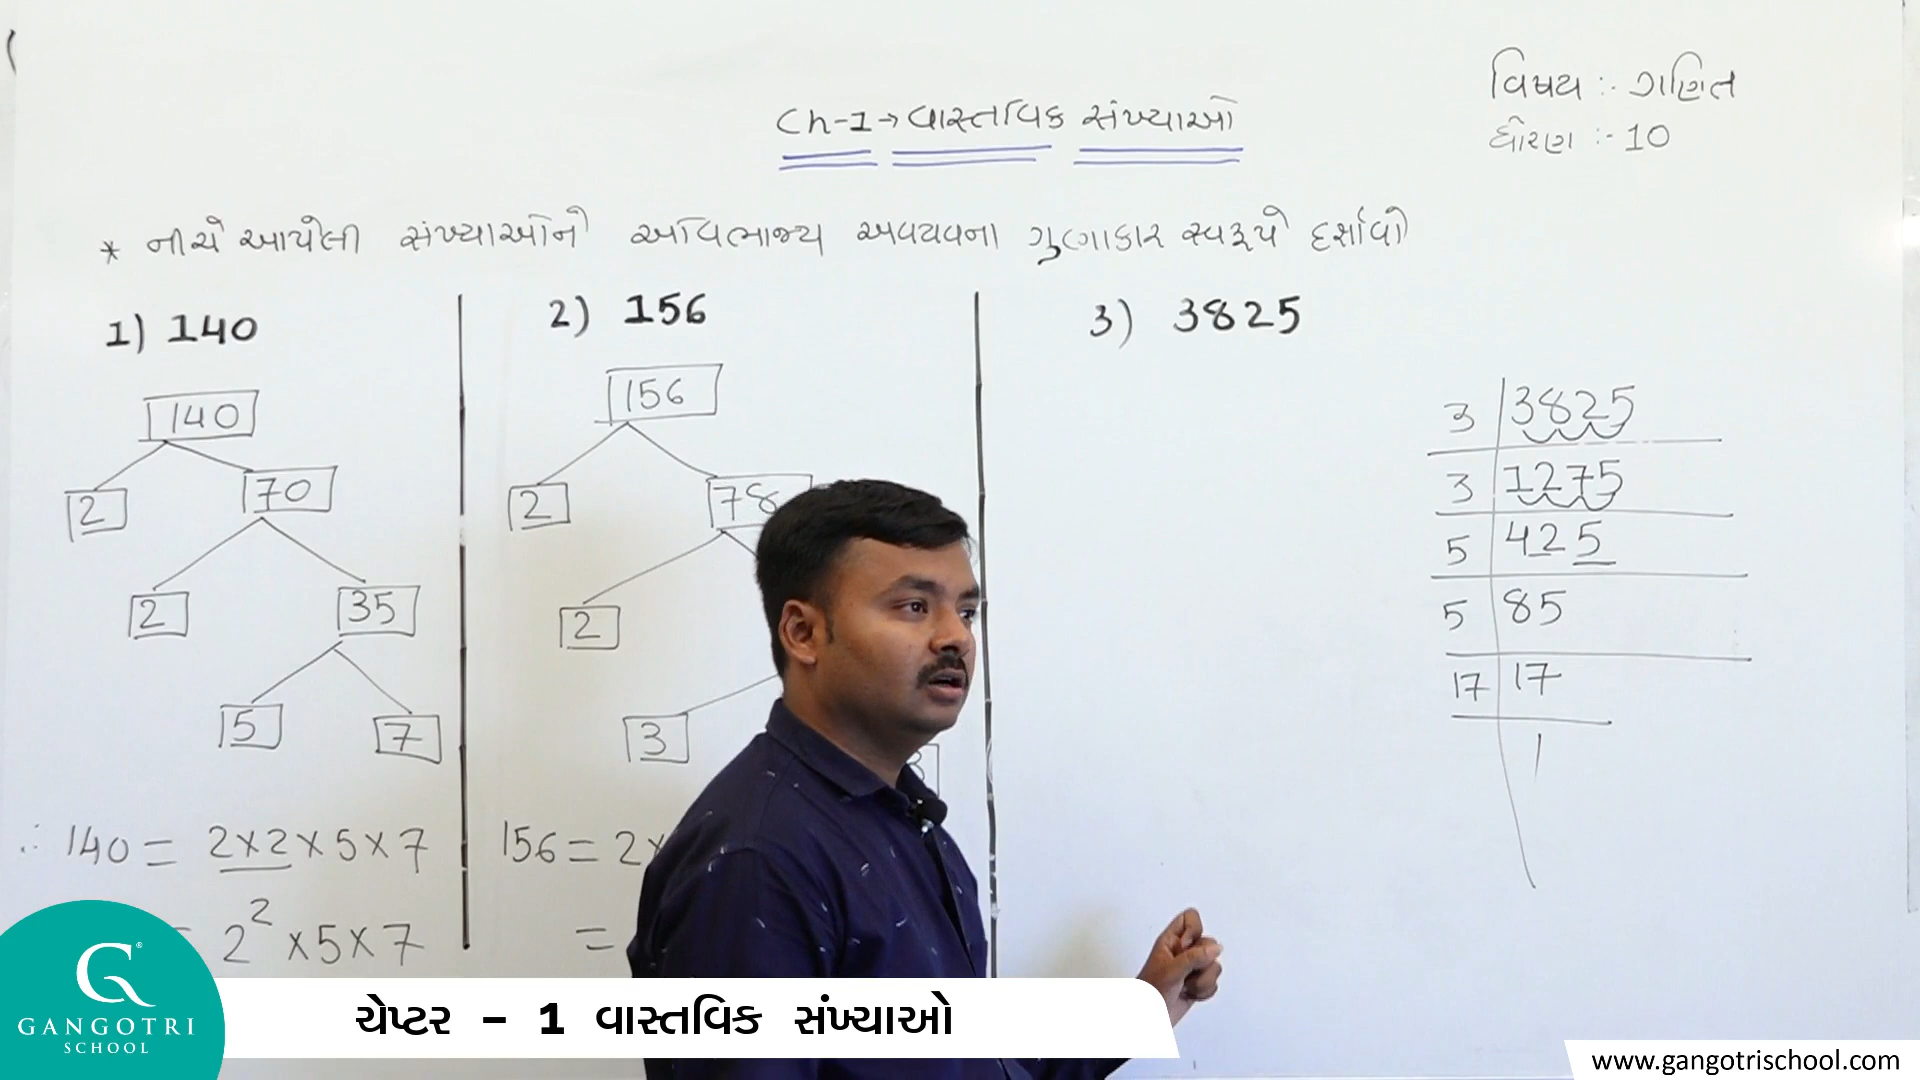 વિષય :- ગણિત
ધોરણ :- 10
Ch-1 → વાસ્તવિક સંખ્યાઓ
* નીચે આપેલી સંખ્યાઓને અવિભાજ્ય અવયવના ગુણાકાર સ્વરૂપે દર્શાવો
1) 140
140
2 70
2 35
5 7
∴ 140 = 2×2×5×7
= 2² ×5×7
2) 156
156
2 78
2
3
156 = 2×
=
3) 3825
3 3825
3 1275
5 425
5 85
17 17
1
GANGOTRI
SCHOOL
ચેપ્ટર – 1 વાસ્તવિક સંખ્યાઓ
www.gangotrischool.com